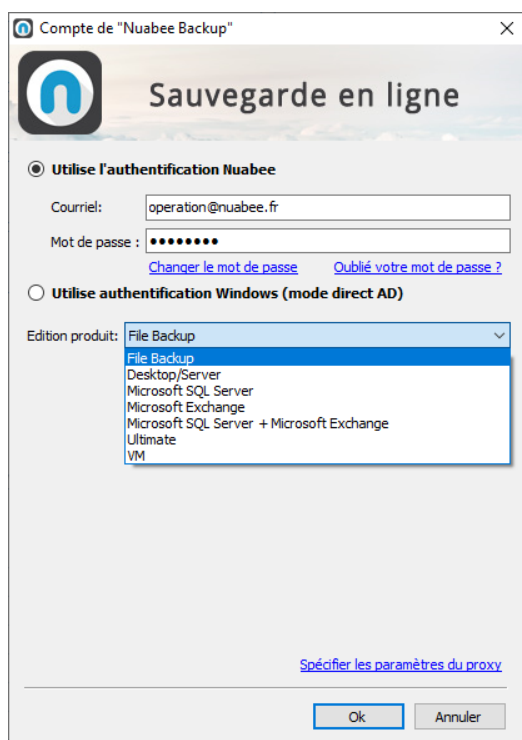 Compte de "Nuabee Backup"
Sauvegarde en ligne
Utilise l'authentification Nuabee
Courriel: operation@nuabee.fr
Mot de passe : ●●●●●●●●
Changer le mot de passe Oublié votre mot de passe ?
Utilise authentification Windows (mode direct AD)
Edition produit: File Backup
File Backup
Desktop/Server
Microsoft SQL Server
Microsoft Exchange
Microsoft SQL Server + Microsoft Exchange
Ultimate
VM
Spécifier les paramètres du proxy
Ok Annuler